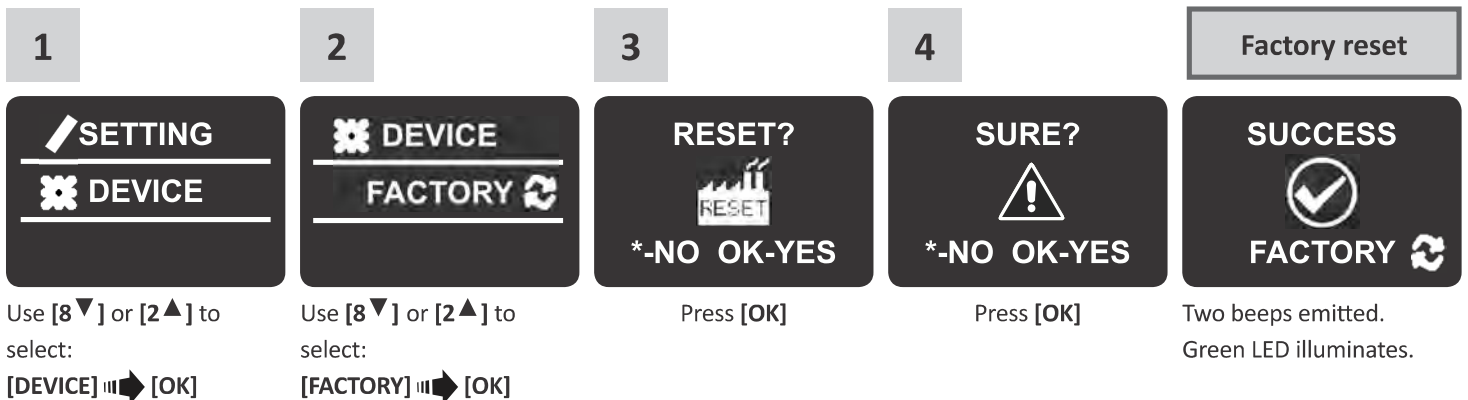 1
2
3
4
Factory reset
SETTING
DEVICE
DEVICE
FACTORY
RESET?
RESET
*-NO OK-YES
SURE?
*-NO OK-YES
SUCCESS
FACTORY
Use [8▼] or [2▲] to
select:
[DEVICE] [OK]
Use [8▼] or [2▲] to
select:
[FACTORY] [OK]
Press [OK]
Press [OK]
Two beeps emitted.
Green LED illuminates.